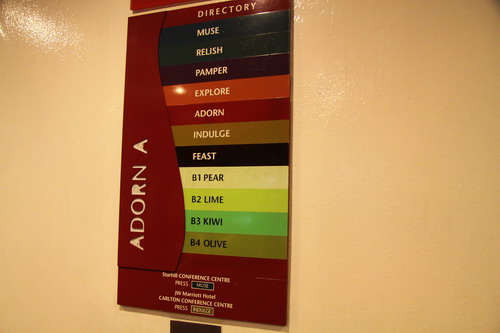 DIRECTORY
MUSE
RELISH
PAMPER
EXPLORE
ADORN
INDULGE
FEAST
B1 PEAR
B2 LIME
B3 KIWI
B4 OLIVE
ADORN A
Starhill CONFERENCE CENTRE
PRESS MUSE
JW Marriott Hotel
CARLTON CONFERENCE CENTRE
PRESS INDULGE